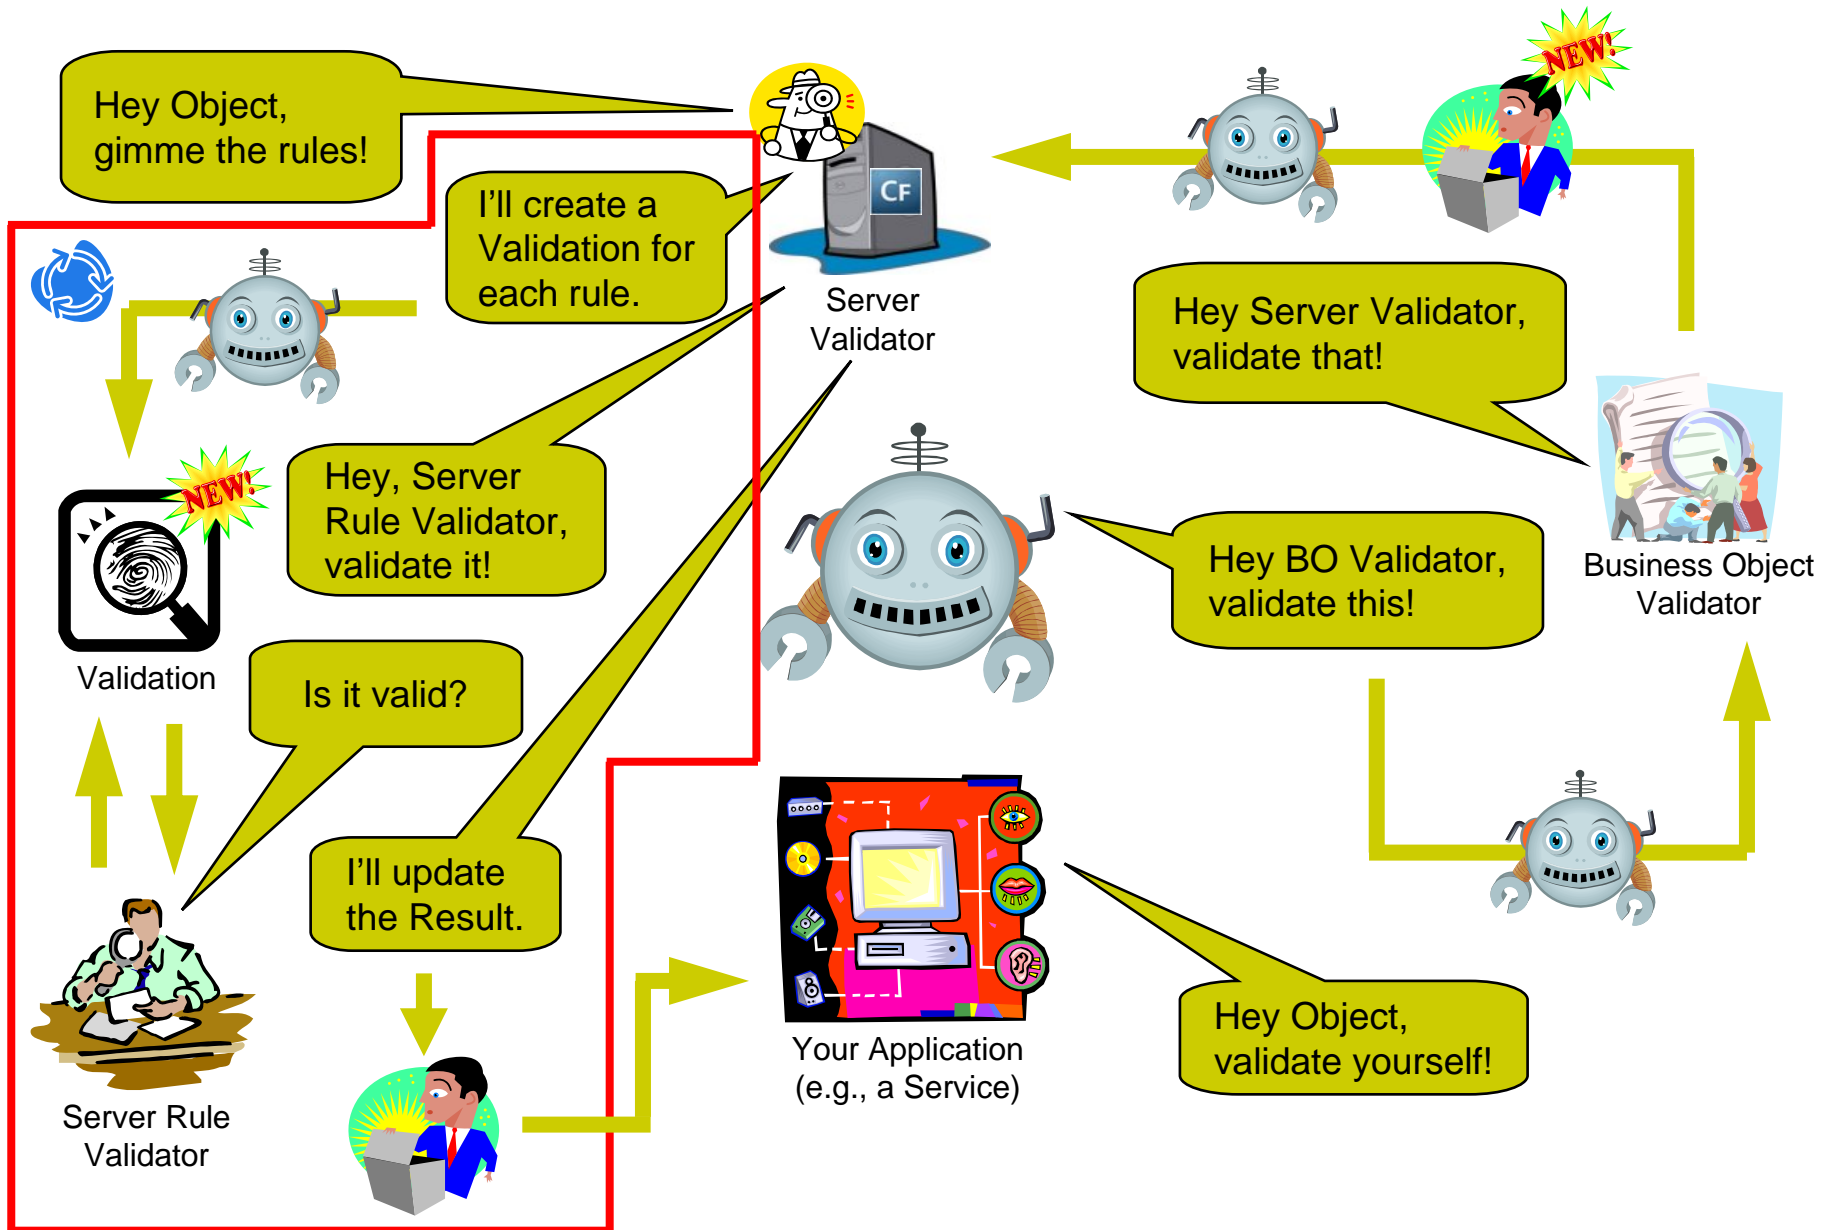 Hey Object,
gimme the rules!
NEW!
CF
I'll create a
Validation for
each rule.
Server
Validator
Hey Server Validator,
validate that!
Hey, Server
Rule Validator,
validate it!
NEW!
Hey BO Validator,
validate this!
Business Object
Validator
Validation
Is it valid?
I'll update
the Result.
Hey Object,
validate yourself!
Your Application
(e.g., a Service)
Server Rule
Validator